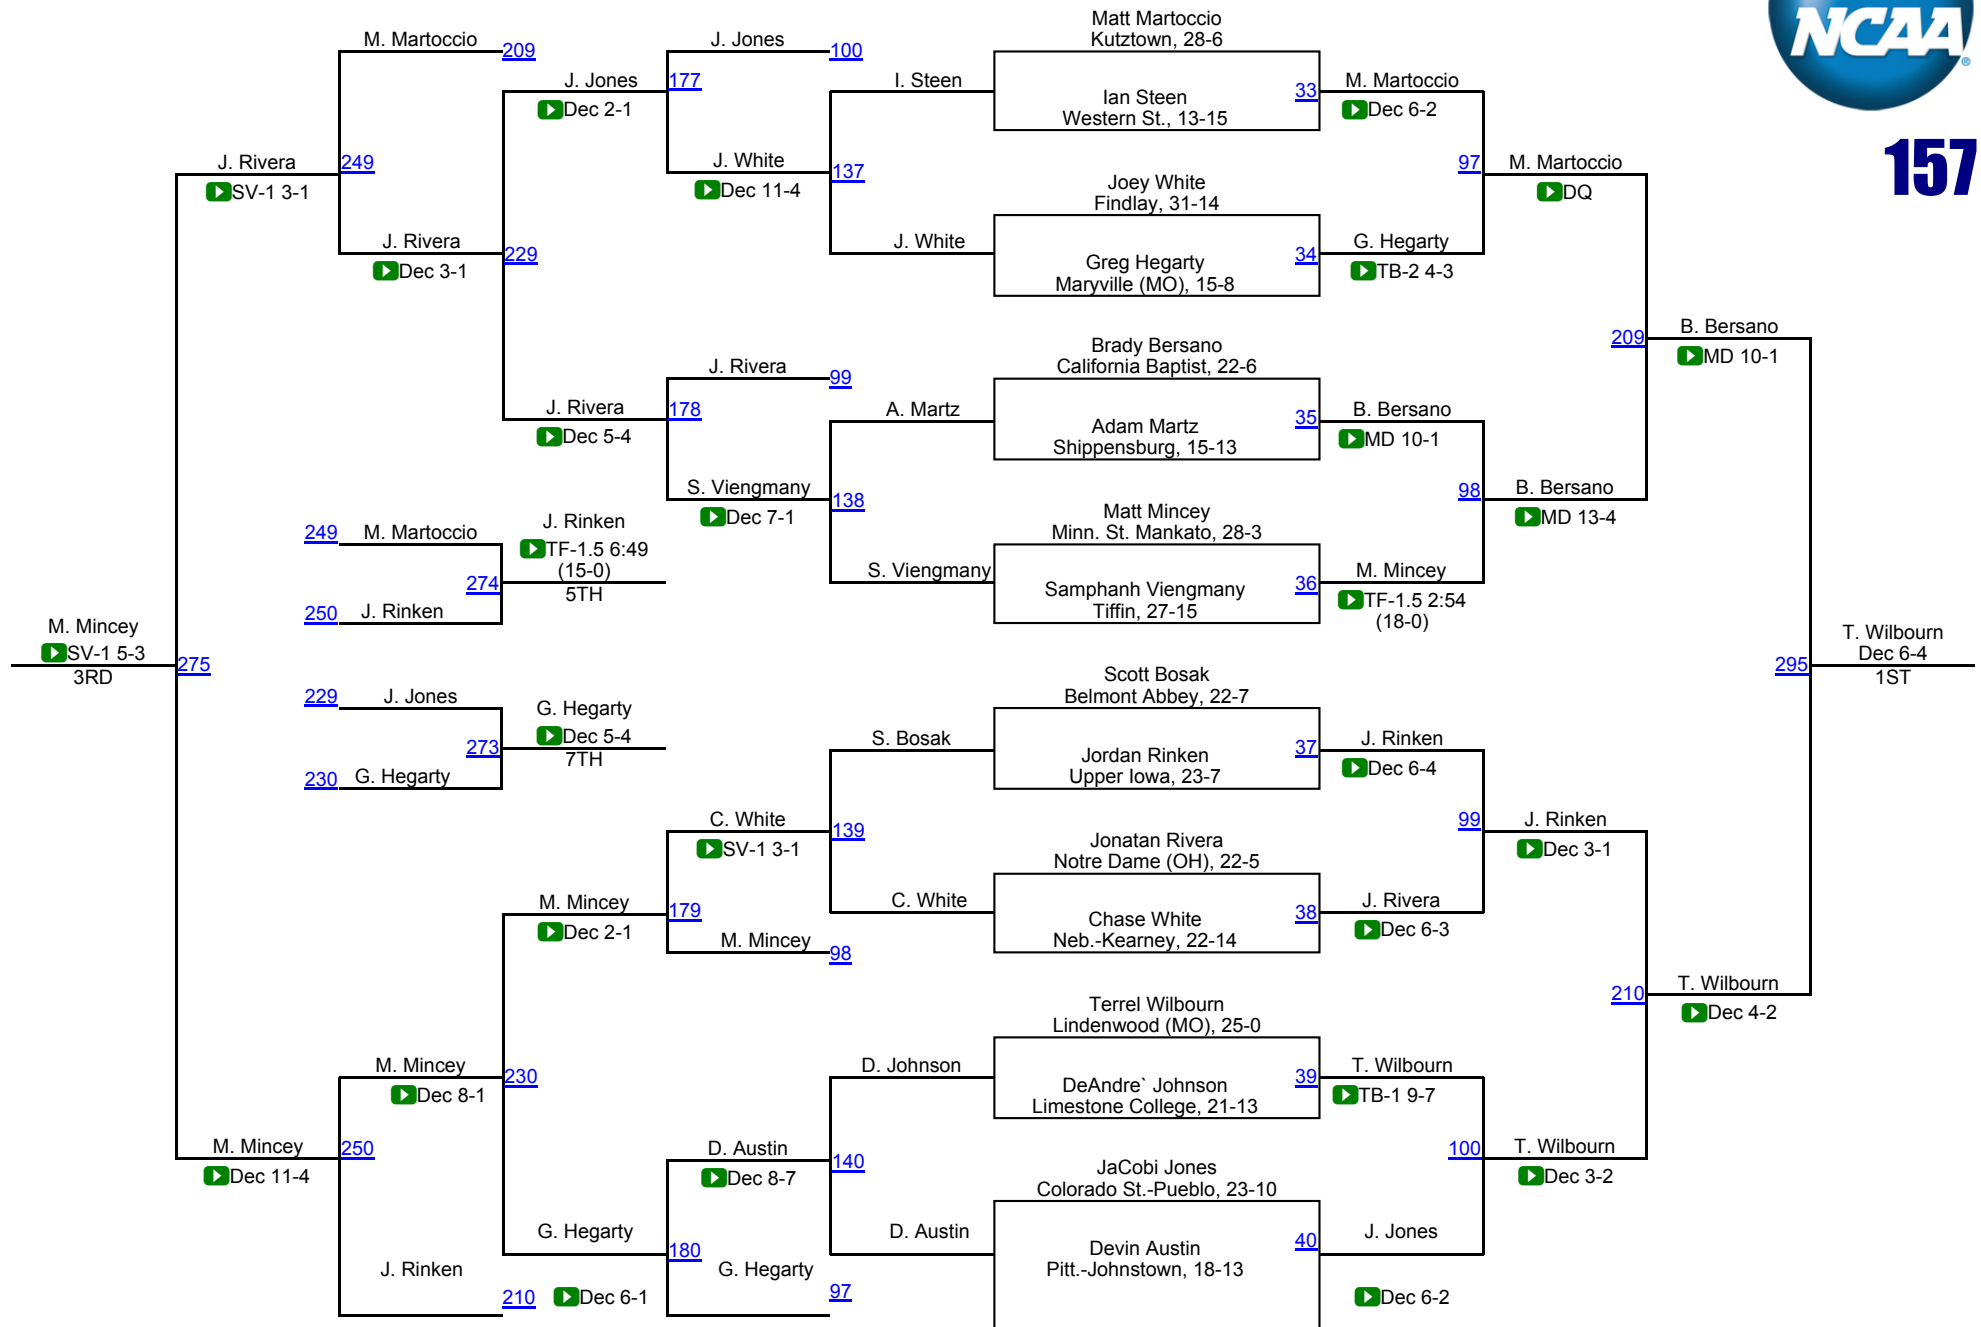 NCAA
®
157
Matt Martoccio
Kutztown, 28-6
M. Martoccio
209
J. Jones
100
J. Jones
177
Dec 2-1
I. Steen
Ian Steen
Western St., 13-15
33
M. Martoccio
Dec 6-2
J. Rivera
249
SV-1 3-1
J. White
137
Dec 11-4
97
M. Martoccio
DQ
Joey White
Findlay, 31-14
J. Rivera
229
Dec 3-1
J. White
Greg Hegarty
Maryville (MO), 15-8
34
G. Hegarty
TB-2 4-3
Brady Bersano
California Baptist, 22-6
209
B. Bersano
MD 10-1
J. Rivera
99
J. Rivera
178
Dec 5-4
A. Martz
Adam Martz
Shippensburg, 15-13
35
B. Bersano
MD 10-1
S. Viengmany
138
Dec 7-1
98
B. Bersano
MD 13-4
Matt Mincey
Minn. St. Mankato, 28-3
249
M. Martoccio
J. Rinken
TF-1.5 6:49
(15-0)
274
5TH
250
J. Rinken
S. Viengmany
Samphanh Viengmany
Tiffin, 27-15
36
M. Mincey
TF-1.5 2:54
(18-0)
M. Mincey
SV-1 5-3
275
3RD
T. Wilbourn
Dec 6-4
295
1ST
Scott Bosak
Belmont Abbey, 22-7
229
J. Jones
G. Hegarty
Dec 5-4
273
7TH
230
G. Hegarty
S. Bosak
Jordan Rinken
Upper Iowa, 23-7
37
J. Rinken
Dec 6-4
C. White
139
SV-1 3-1
99
J. Rinken
Dec 3-1
Jonatan Rivera
Notre Dame (OH), 22-5
M. Mincey
179
Dec 2-1
M. Mincey
98
C. White
Chase White
Neb.-Kearney, 22-14
38
J. Rivera
Dec 6-3
210
T. Wilbourn
Dec 4-2
Terrel Wilbourn
Lindenwood (MO), 25-0
M. Mincey
230
Dec 8-1
D. Johnson
DeAndre` Johnson
Limestone College, 21-13
39
T. Wilbourn
TB-1 9-7
M. Mincey
250
Dec 11-4
D. Austin
140
Dec 8-7
100
T. Wilbourn
Dec 3-2
JaCobi Jones
Colorado St.-Pueblo, 23-10
G. Hegarty
180
Dec 6-1
D. Austin
Devin Austin
Pitt.-Johnstown, 18-13
40
J. Jones
Dec 6-2
J. Rinken
210
G. Hegarty
97